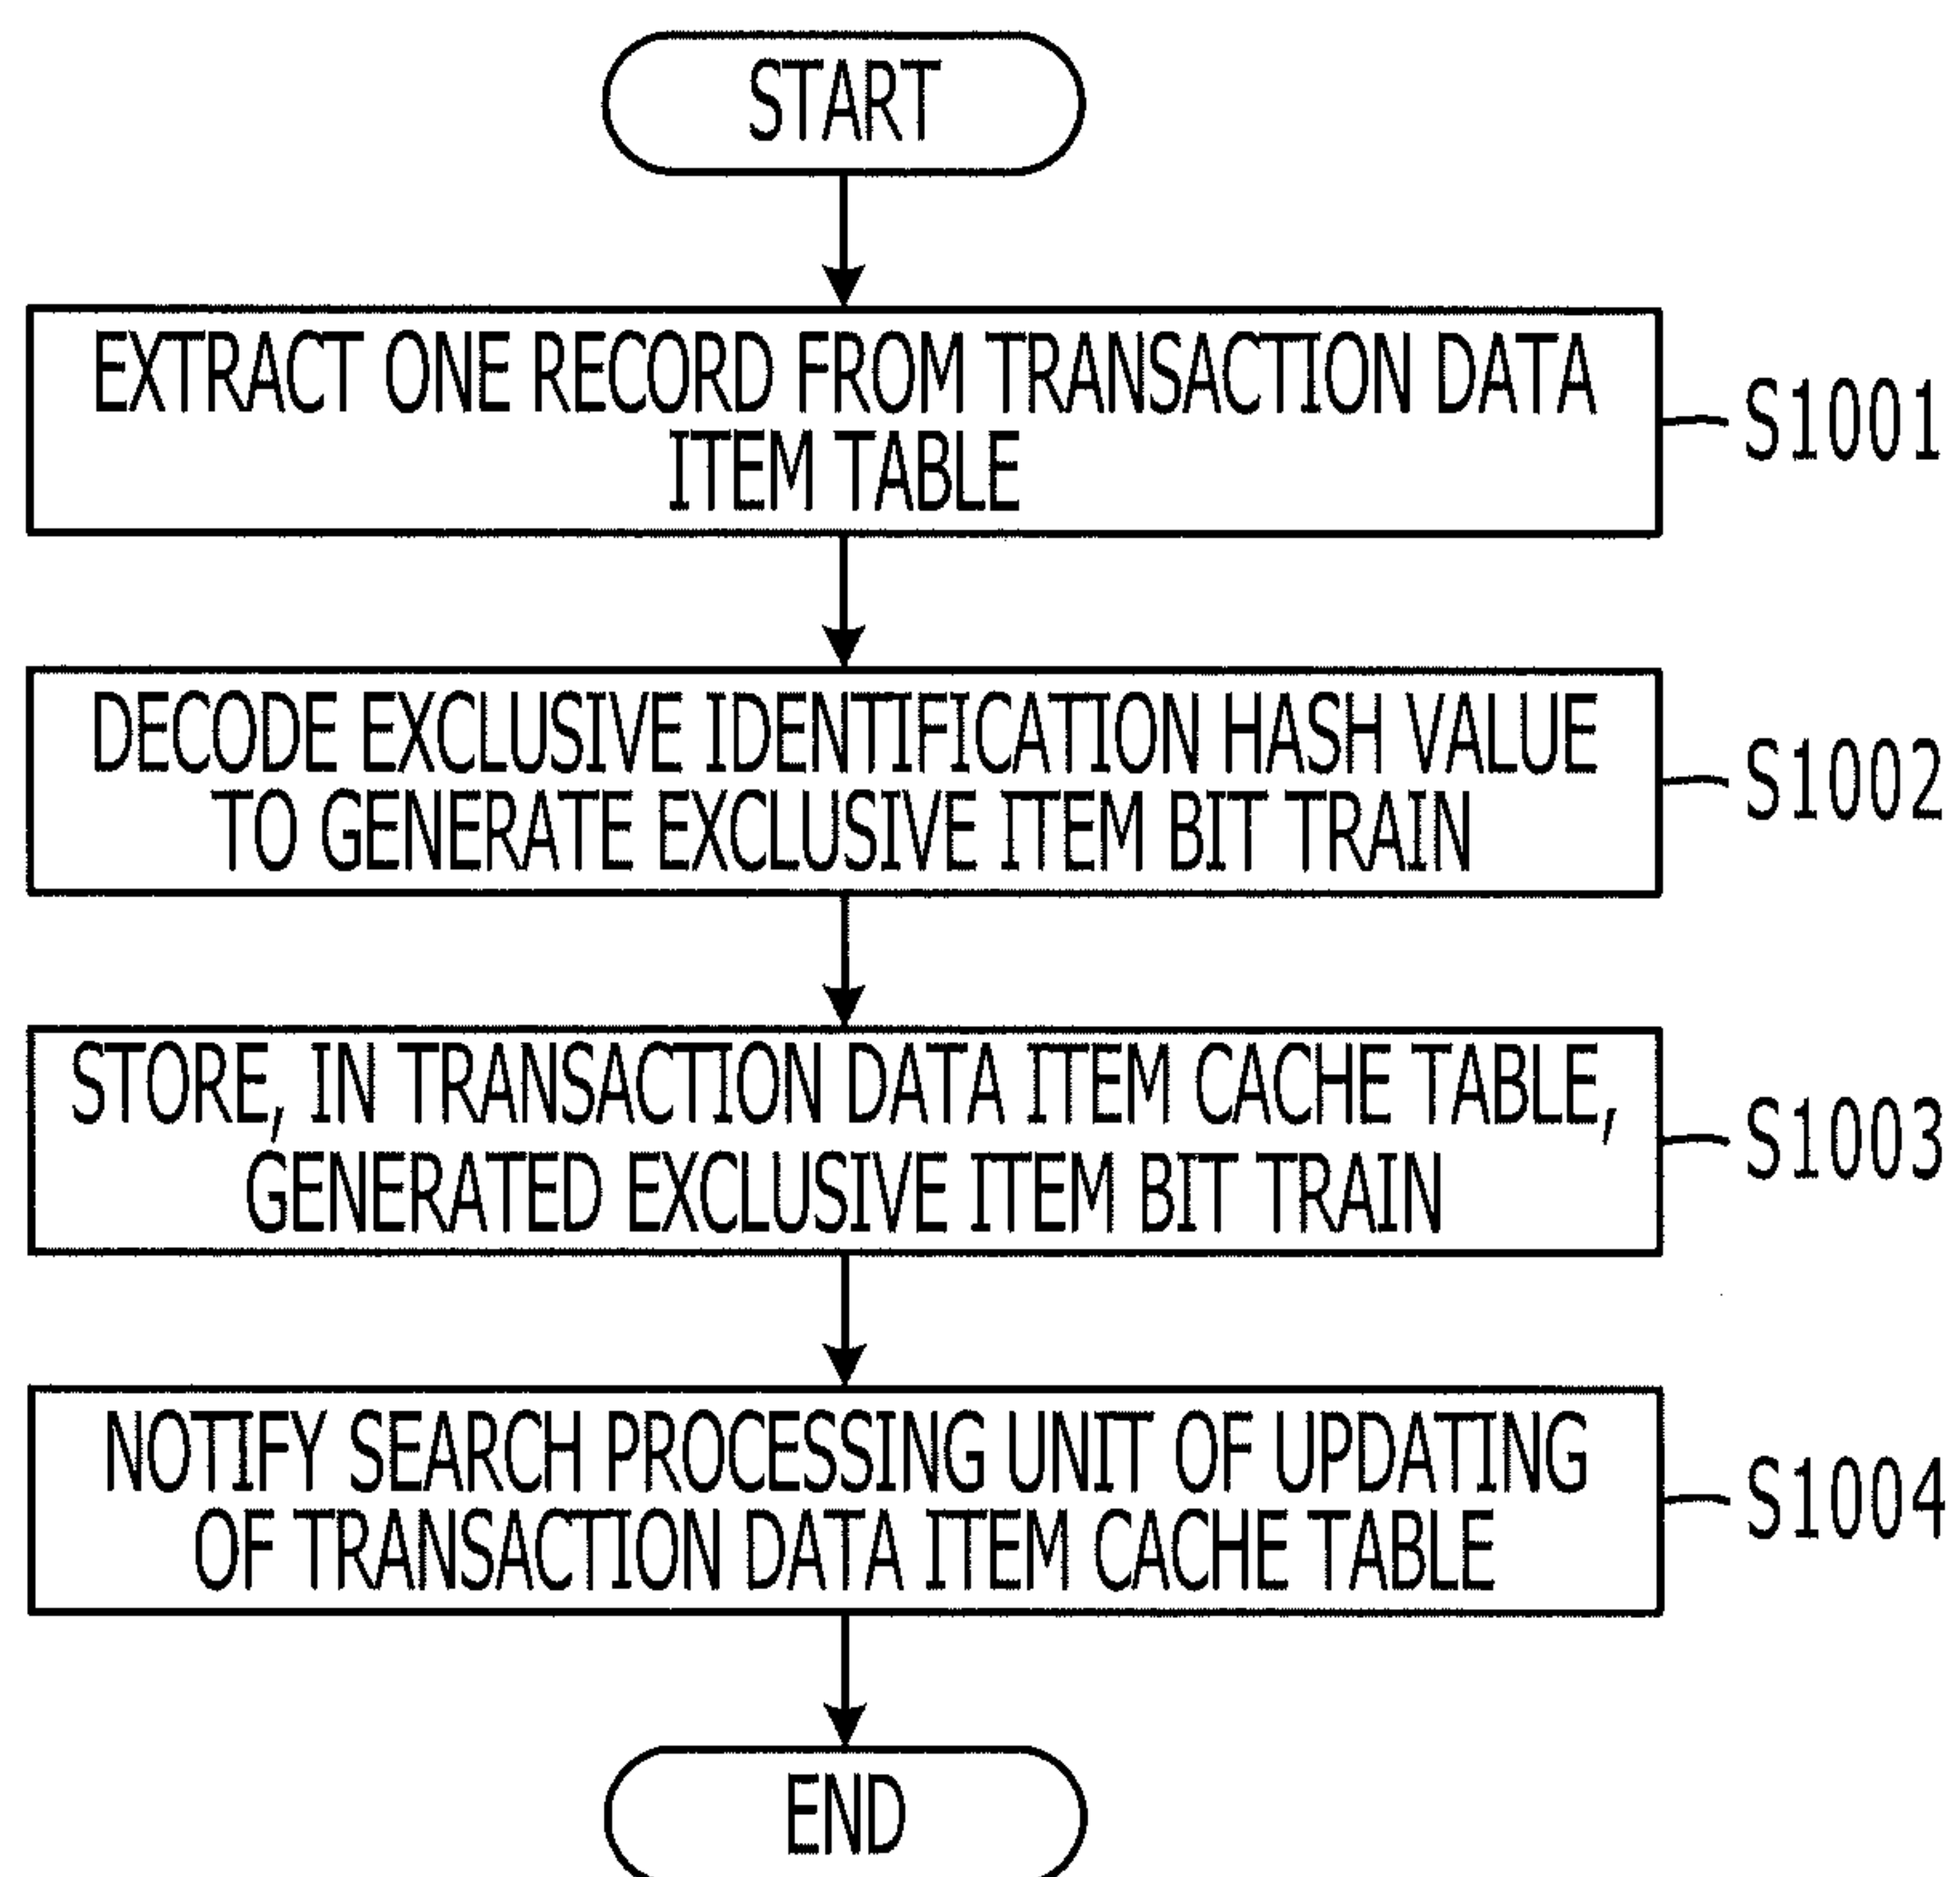 START
EXTRACT ONE RECORD FROM TRANSACTION DATA
ITEM TABLE
S1001
DECODE EXCLUSIVE IDENTIFICATION HASH VALUE
TO GENERATE EXCLUSIVE ITEM BIT TRAIN
S1002
STORE, IN TRANSACTION DATA ITEM CACHE TABLE,
GENERATED EXCLUSIVE ITEM BIT TRAIN
S1003
NOTIFY SEARCH PROCESSING UNIT OF UPDATING
OF TRANSACTION DATA ITEM CACHE TABLE
S1004
END